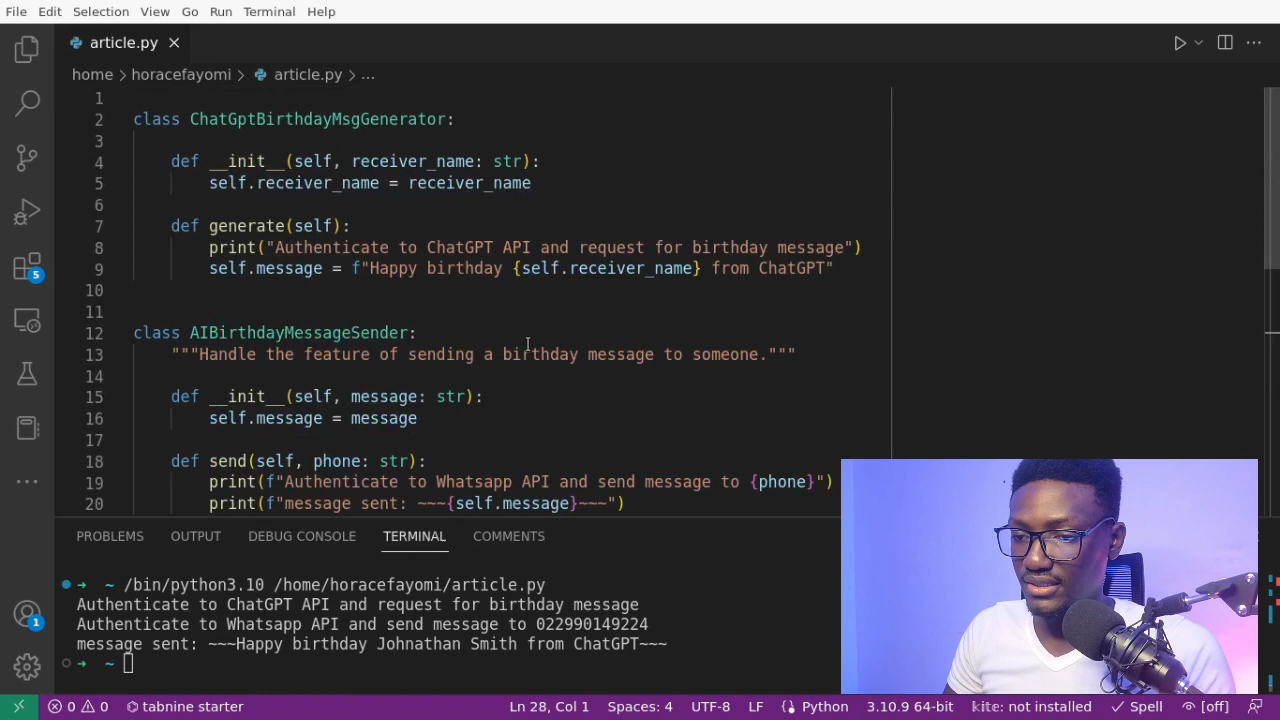 File Edit Selection View Go Run Terminal Help
article.py
home > horacefayomi > article.py > ...
1
2 class ChatGptBirthdayMsgGenerator:
3
4 def __init__(self, receiver_name: str):
5 self.receiver_name = receiver_name
6
7 def generate(self):
8 print("Authenticate to ChatGPT API and request for birthday message")
9 self.message = f"Happy birthday {self.receiver_name} from ChatGPT"
10
11
12 class AIBirthdayMessageSender:
13 """Handle the feature of sending a birthday message to someone."""
14
15 def __init__(self, message: str):
16 self.message = message
17
18 def send(self, phone: str):
19 print(f"Authenticate to Whatsapp API and send message to {phone}")
20 print(f"message sent: ~~~{self.message}~~~")
5
1
PROBLEMS OUTPUT DEBUG CONSOLE TERMINAL COMMENTS
➜ ~ /bin/python3.10 /home/horacefayomi/article.py
Authenticate to ChatGPT API and request for birthday message
Authenticate to Whatsapp API and send message to 022990149224
message sent: ~~~Happy birthday Johnathan Smith from ChatGPT~~~
➜ ~
0 0 tabnine starter Ln 28, Col 1 Spaces: 4 UTF-8 LF Python 3.10.9 64-bit kite: not installed Spell [off]